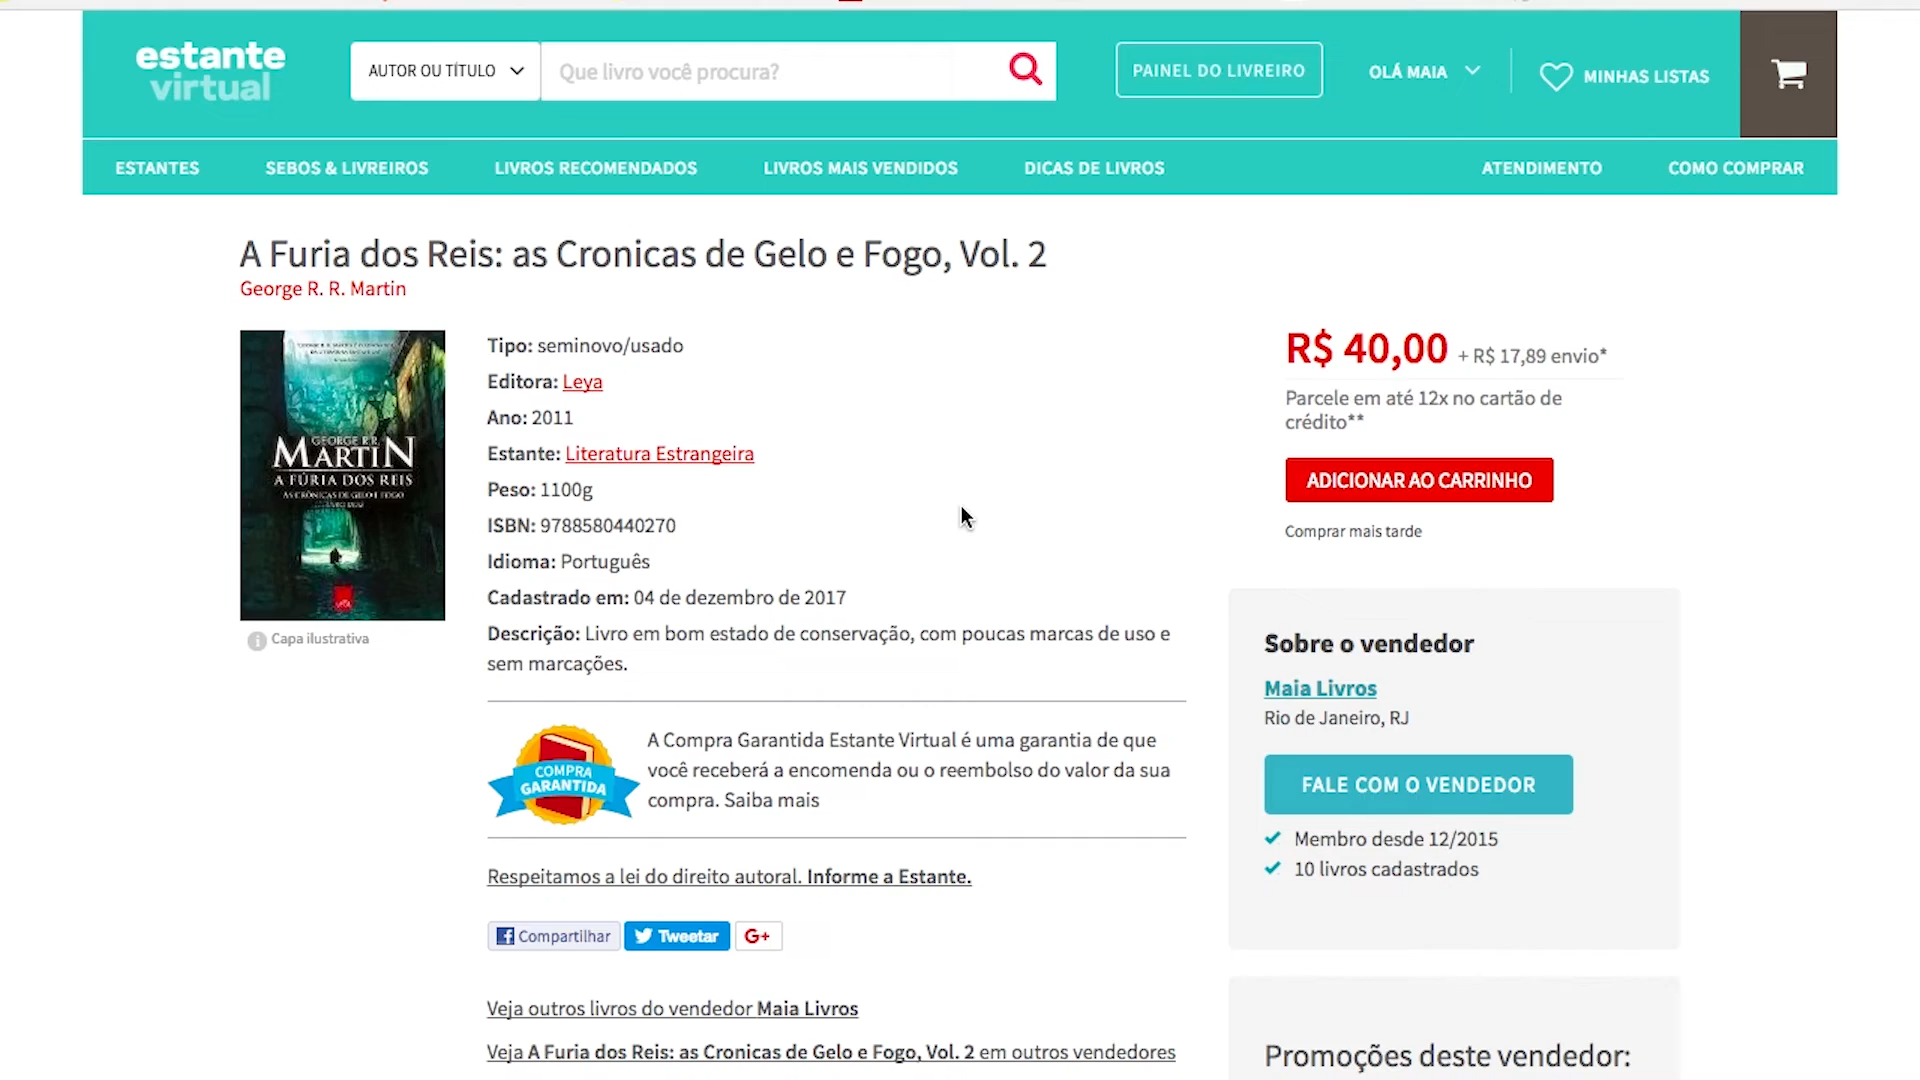 estante
virtual
AUTOR OU TÍTULO
Que livro você procura?
PAINEL DO LIVREIRO
OLÁ MAIA
MINHAS LISTAS
ESTANTES
SEBOS & LIVREIROS
LIVROS RECOMENDADOS
LIVROS MAIS VENDIDOS
DICAS DE LIVROS
ATENDIMENTO
COMO COMPRAR
A Furia dos Reis: as Cronicas de Gelo e Fogo, Vol. 2
George R. R. Martin
GEORGE R.R.
MARTIN
A FÚRIA DOS REIS
AS CRÔNICAS DE GELO E FOGO
Capa ilustrativa
Tipo: seminovo/usado
Editora: Leya
Ano: 2011
Estante: Literatura Estrangeira
Peso: 1100g
ISBN: 9788580440270
Idioma: Português
Cadastrado em: 04 de dezembro de 2017
Descrição: Livro em bom estado de conservação, com poucas marcas de uso e
sem marcações.
COMPRA
GARANTIDA
A Compra Garantida Estante Virtual é uma garantia de que
você receberá a encomenda ou o reembolso do valor da sua
compra. Saiba mais
Respeitamos a lei do direito autoral. Informe a Estante.
Compartilhar
Tweetar
G+
Veja outros livros do vendedor Maia Livros
Veja A Furia dos Reis: as Cronicas de Gelo e Fogo, Vol. 2 em outros vendedores
R$ 40,00 + R$ 17,89 envio*
Parcele em até 12x no cartão de
crédito**
ADICIONAR AO CARRINHO
Comprar mais tarde
Sobre o vendedor
Maia Livros
Rio de Janeiro, RJ
FALE COM O VENDEDOR
Membro desde 12/2015
10 livros cadastrados
Promoções deste vendedor: